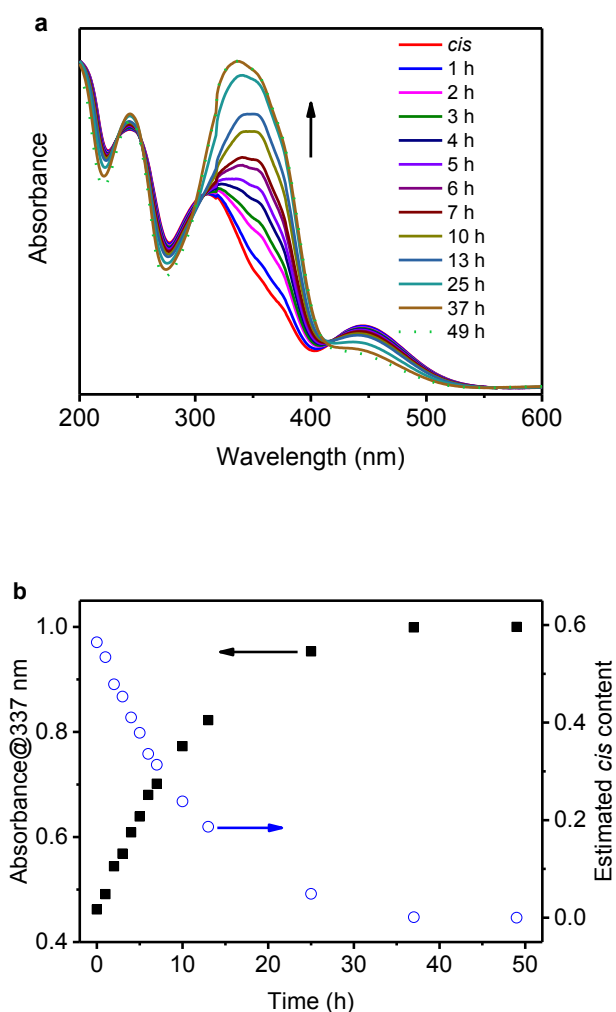 a
Absorbance
cis
1 h
2 h
3 h
4 h
5 h
6 h
7 h
10 h
13 h
25 h
37 h
49 h
200 300 400 500 600
Wavelength (nm)
b
Absorbance@337 nm
1.0
0.8
0.6
0.4
0.6
0.4
0.2
0.0
Estimated cis content
0 10 20 30 40 50
Time (h)